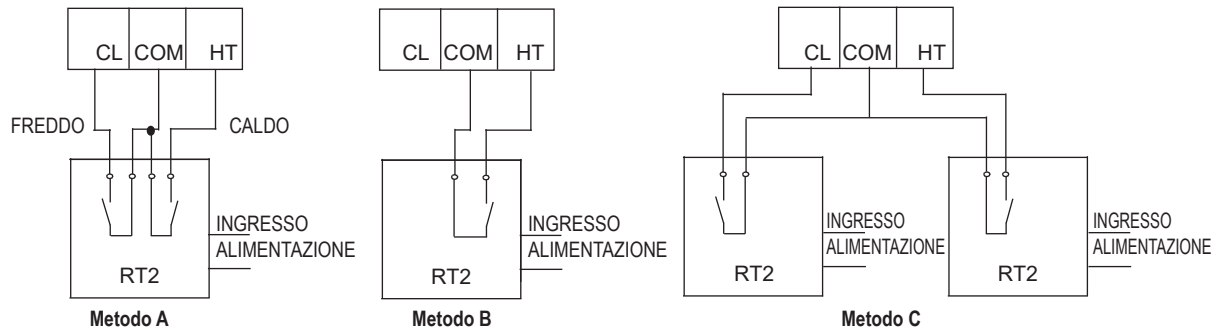 CL COM HT
FREDDO
CALDO
INGRESSO
ALIMENTAZIONE
RT2
Metodo A
COM
CL
HT
INGRESSO
ALIMENTAZIONE
RT2
Metodo B
CL COM HT
INGRESSO
ALIMENTAZIONE
RT2
INGRESSO
ALIMENTAZIONE
RT2
Metodo C